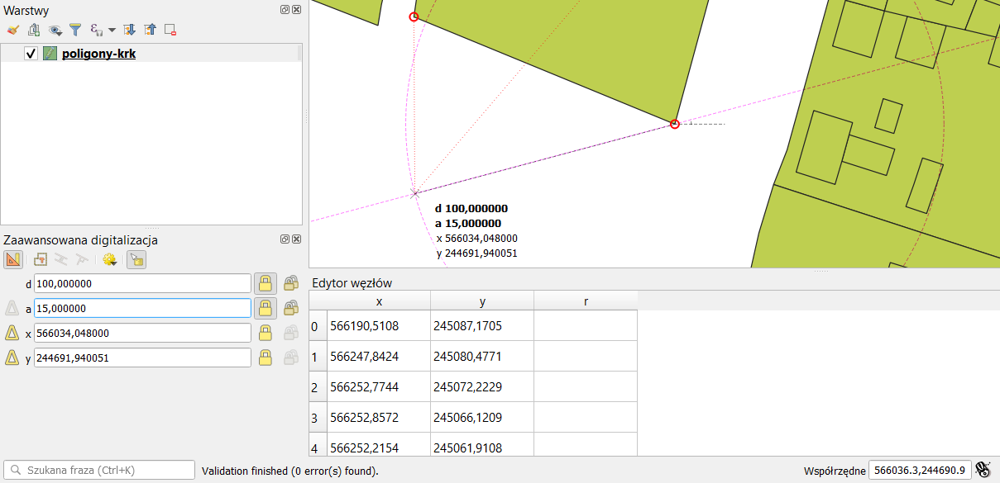 Warstwy
poligony-krk
Zaawansowana digitalizacja
d 100,000000
a 15,000000
x 566034,048000
y 244691,940051
d 100,000000
a 15,000000
x 566034,048000
y 244691,940051
Edytor węzłów
x y r
0 566190,5108 245087,1705
1 566247,8424 245080,4771
2 566252,7744 245072,2229
3 566252,8572 245066,1209
4 566252,2154 245061,9108
Szukana fraza (Ctrl+K) Validation finished (0 error(s) found). Współrzędne 566036.3,244690.9